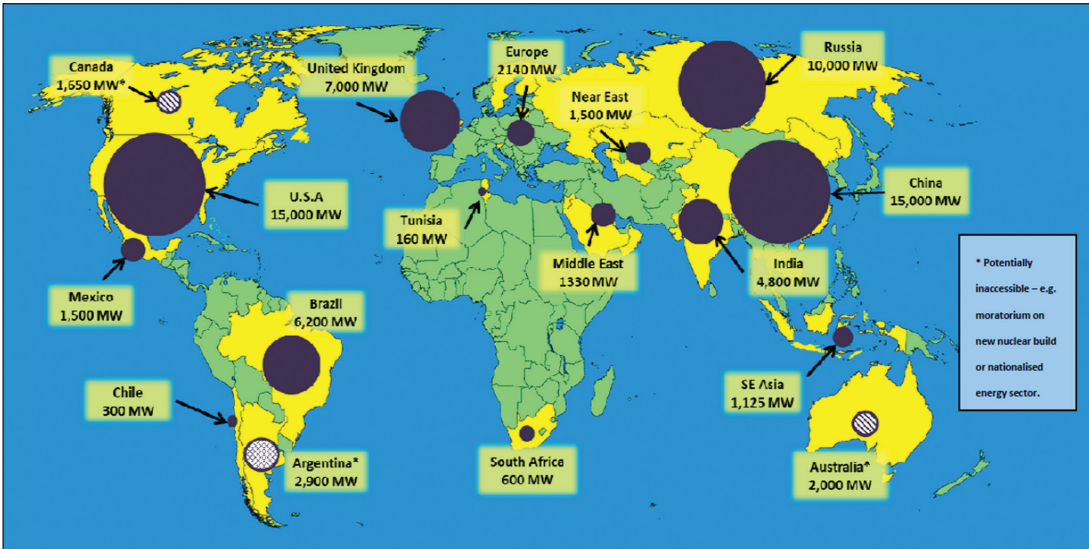 Canada
1,650 MW*
United Kingdom
7,000 MW
Europe
2140 MW
Russia
10,000 MW
Near East
1,500 MW
U.S.A
15,000 MW
China
15,000 MW
Tunisia
160 MW
Middle East
1330 MW
India
4,800 MW
Mexico
1,500 MW
Brazil
6,200 MW
Chile
300 MW
SE Asia
1,125 MW
Argentina*
2,900 MW
South Africa
600 MW
Australia*
2,000 MW
* Potentially
inaccessible – e.g.
moratorium on
new nuclear build
or nationalised
energy sector.